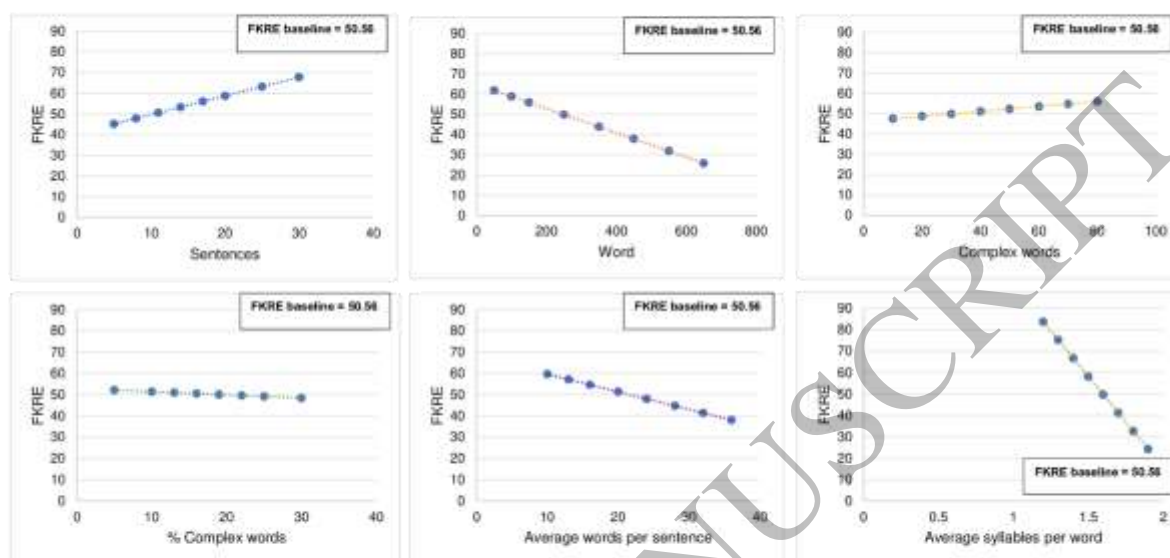 FKRE baseline = 50.56
FKRE
90
80
70
60
50
40
30
20
10
0
0 10 20 30 40
Sentences
FKRE baseline = 50.56
FKRE
90
80
70
60
50
40
30
20
10
0
200 400 600 800
Word
FKRE baseline = 50.56
FKRE
90
80
70
60
50
40
30
20
10
0
0 20 40 60 80 100
Complex words
FKRE baseline = 50.56
FKRE
90
80
70
60
50
40
30
20
10
0
0 10 20 30 40
% Complex words
FKRE baseline = 50.56
FKRE
90
80
70
60
50
40
30
20
10
0
0 10 20 30 40
Average words per sentence
FKRE
90
80
70
60
50
40
30
20
10
0
FKRE baseline = 50.56
0 0.5 1 1.5 2
Average syllables per word
NUSCRIPT